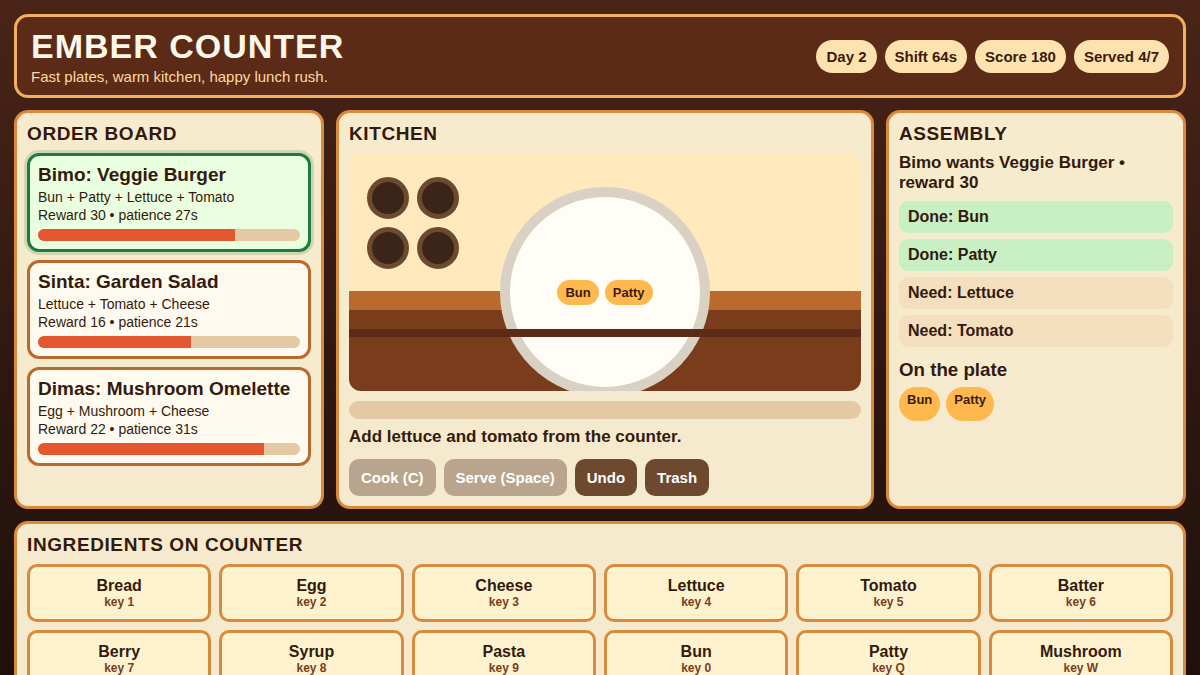 EMBER COUNTER
Fast plates, warm kitchen, happy lunch rush.
Day 2
Shift 64s
Score 180
Served 4/7
ORDER BOARD
Bimo: Veggie Burger
Bun + Patty + Lettuce + Tomato
Reward 30 • patience 27s
Sinta: Garden Salad
Lettuce + Tomato + Cheese
Reward 16 • patience 21s
Dimas: Mushroom Omelette
Egg + Mushroom + Cheese
Reward 22 • patience 31s
KITCHEN
Bun
Patty
Add lettuce and tomato from the counter.
Cook (C)
Serve (Space)
Undo
Trash
ASSEMBLY
Bimo wants Veggie Burger •
reward 30
Done: Bun
Done: Patty
Need: Lettuce
Need: Tomato
On the plate
Bun
Patty
INGREDIENTS ON COUNTER
Bread
key 1
Egg
key 2
Cheese
key 3
Lettuce
key 4
Tomato
key 5
Batter
key 6
Berry
key 7
Syrup
key 8
Pasta
key 9
Bun
key 0
Patty
key Q
Mushroom
key W